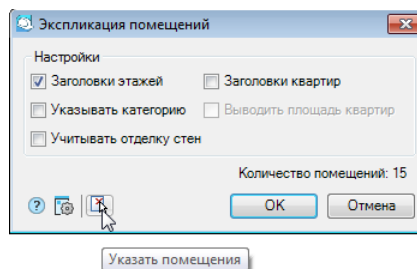 Экспликация помещений
Настройки
Заголовки этажей Заголовки квартир
Указывать категорию Выводить площадь квартир
Учитывать отделку стен
Количество помещений: 15
OK Отмена
Указать помещения